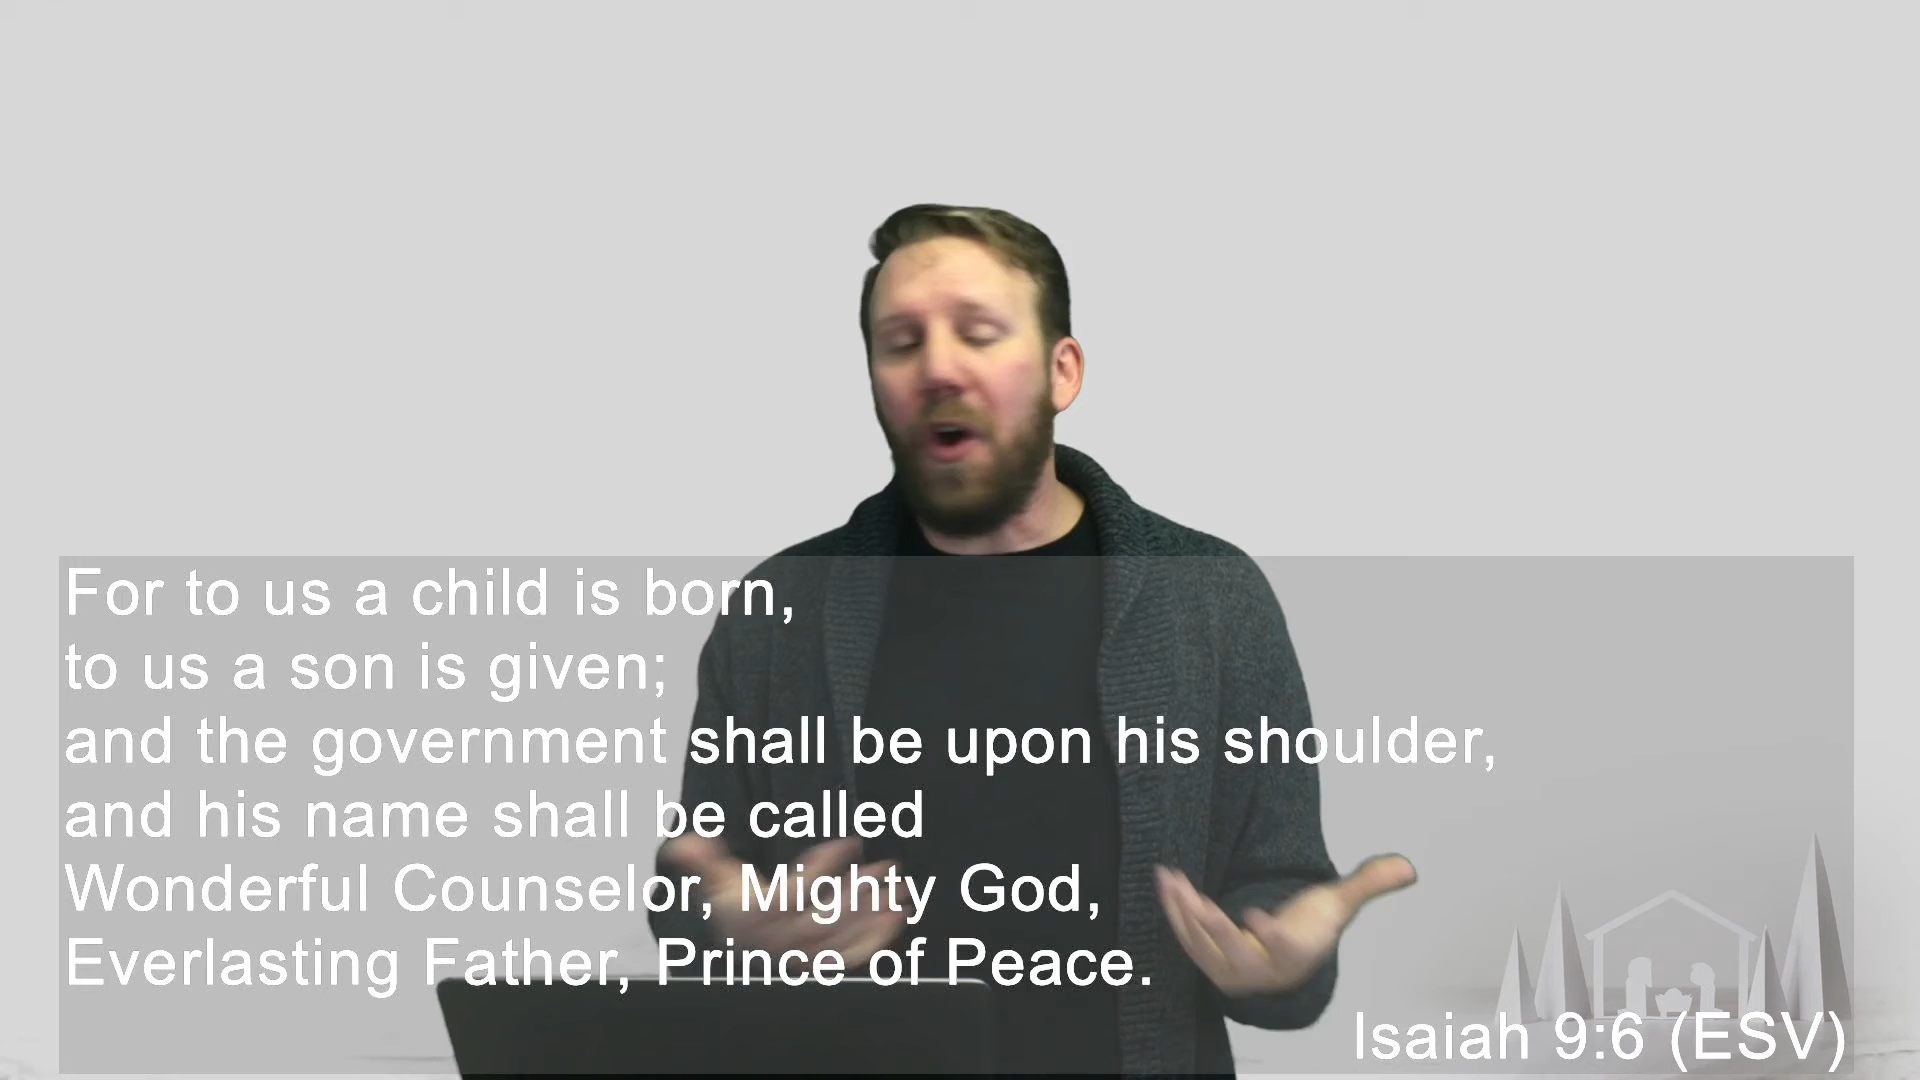 For to us a child is born,
to us a son is given;
and the government shall be upon his shoulder,
and his name shall be called
Wonderful Counselor, Mighty God,
Everlasting Father, Prince of Peace.
Isaiah 9:6 (ESV)